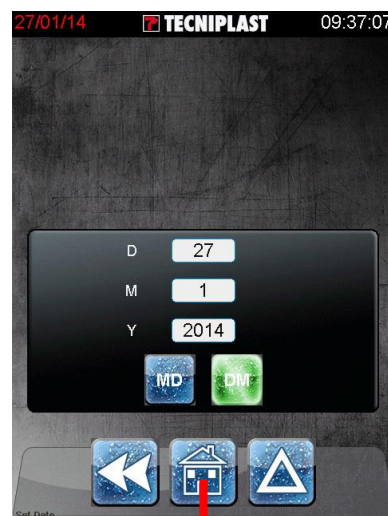 27/01/14 TECNIPLAST 09:37:07
D 27
M 1
Y 2014
MD DM
Set Date